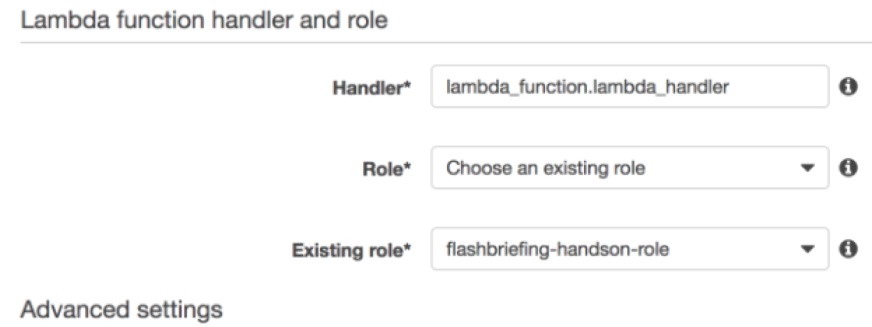 Lambda function handler and role
Handler* lambda_function.lambda_handler
Role* Choose an existing role
Existing role* flashbriefing-handson-role
Advanced settings